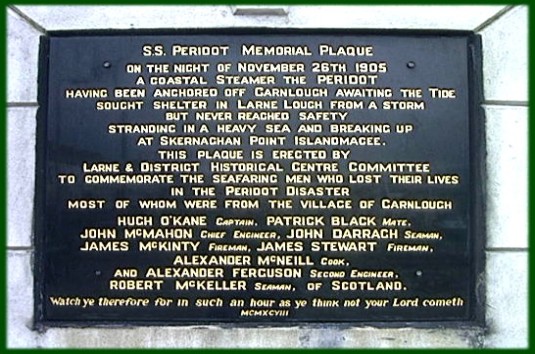 S.S. PERIDOT MEMORIAL PLAQUE
ON THE NIGHT OF NOVEMBER 26TH 1905
A COASTAL STEAMER THE PERIDOT
HAVING BEEN ANCHORED OFF CARNLOUGH AWAITING THE TIDE
SOUGHT SHELTER IN LARNE LOUGH FROM A STORM
BUT NEVER REACHED SAFETY
STRANDING IN A HEAVY SEA AND BREAKING UP
AT SKERNAGHAN POINT ISLANDMAGEE.
THIS PLAQUE IS ERECTED BY
LARNE & DISTRICT HISTORICAL CENTRE COMMITTEE
TO COMMEMORATE THE SEAFARING MEN WHO LOST THEIR LIVES
IN THE PERIDOT DISASTER
MOST OF WHOM WERE FROM THE VILLAGE OF CARNLOUGH
HUGH O'KANE CAPTAIN, PATRICK BLACK MATE,
JOHN MCMAHON CHIEF ENGINEER, JOHN DARRAGH SEAMAN,
JAMES MCKINTY FIREMAN, JAMES STEWART FIREMAN,
ALEXANDER MCNEILL COOK,
AND ALEXANDER FERGUSON SECOND ENGINEER,
ROBERT MCKELLER SEAMAN, OF SCOTLAND.
Watch ye therefore for in such an hour as ye think not your Lord cometh
MCMXCVIII